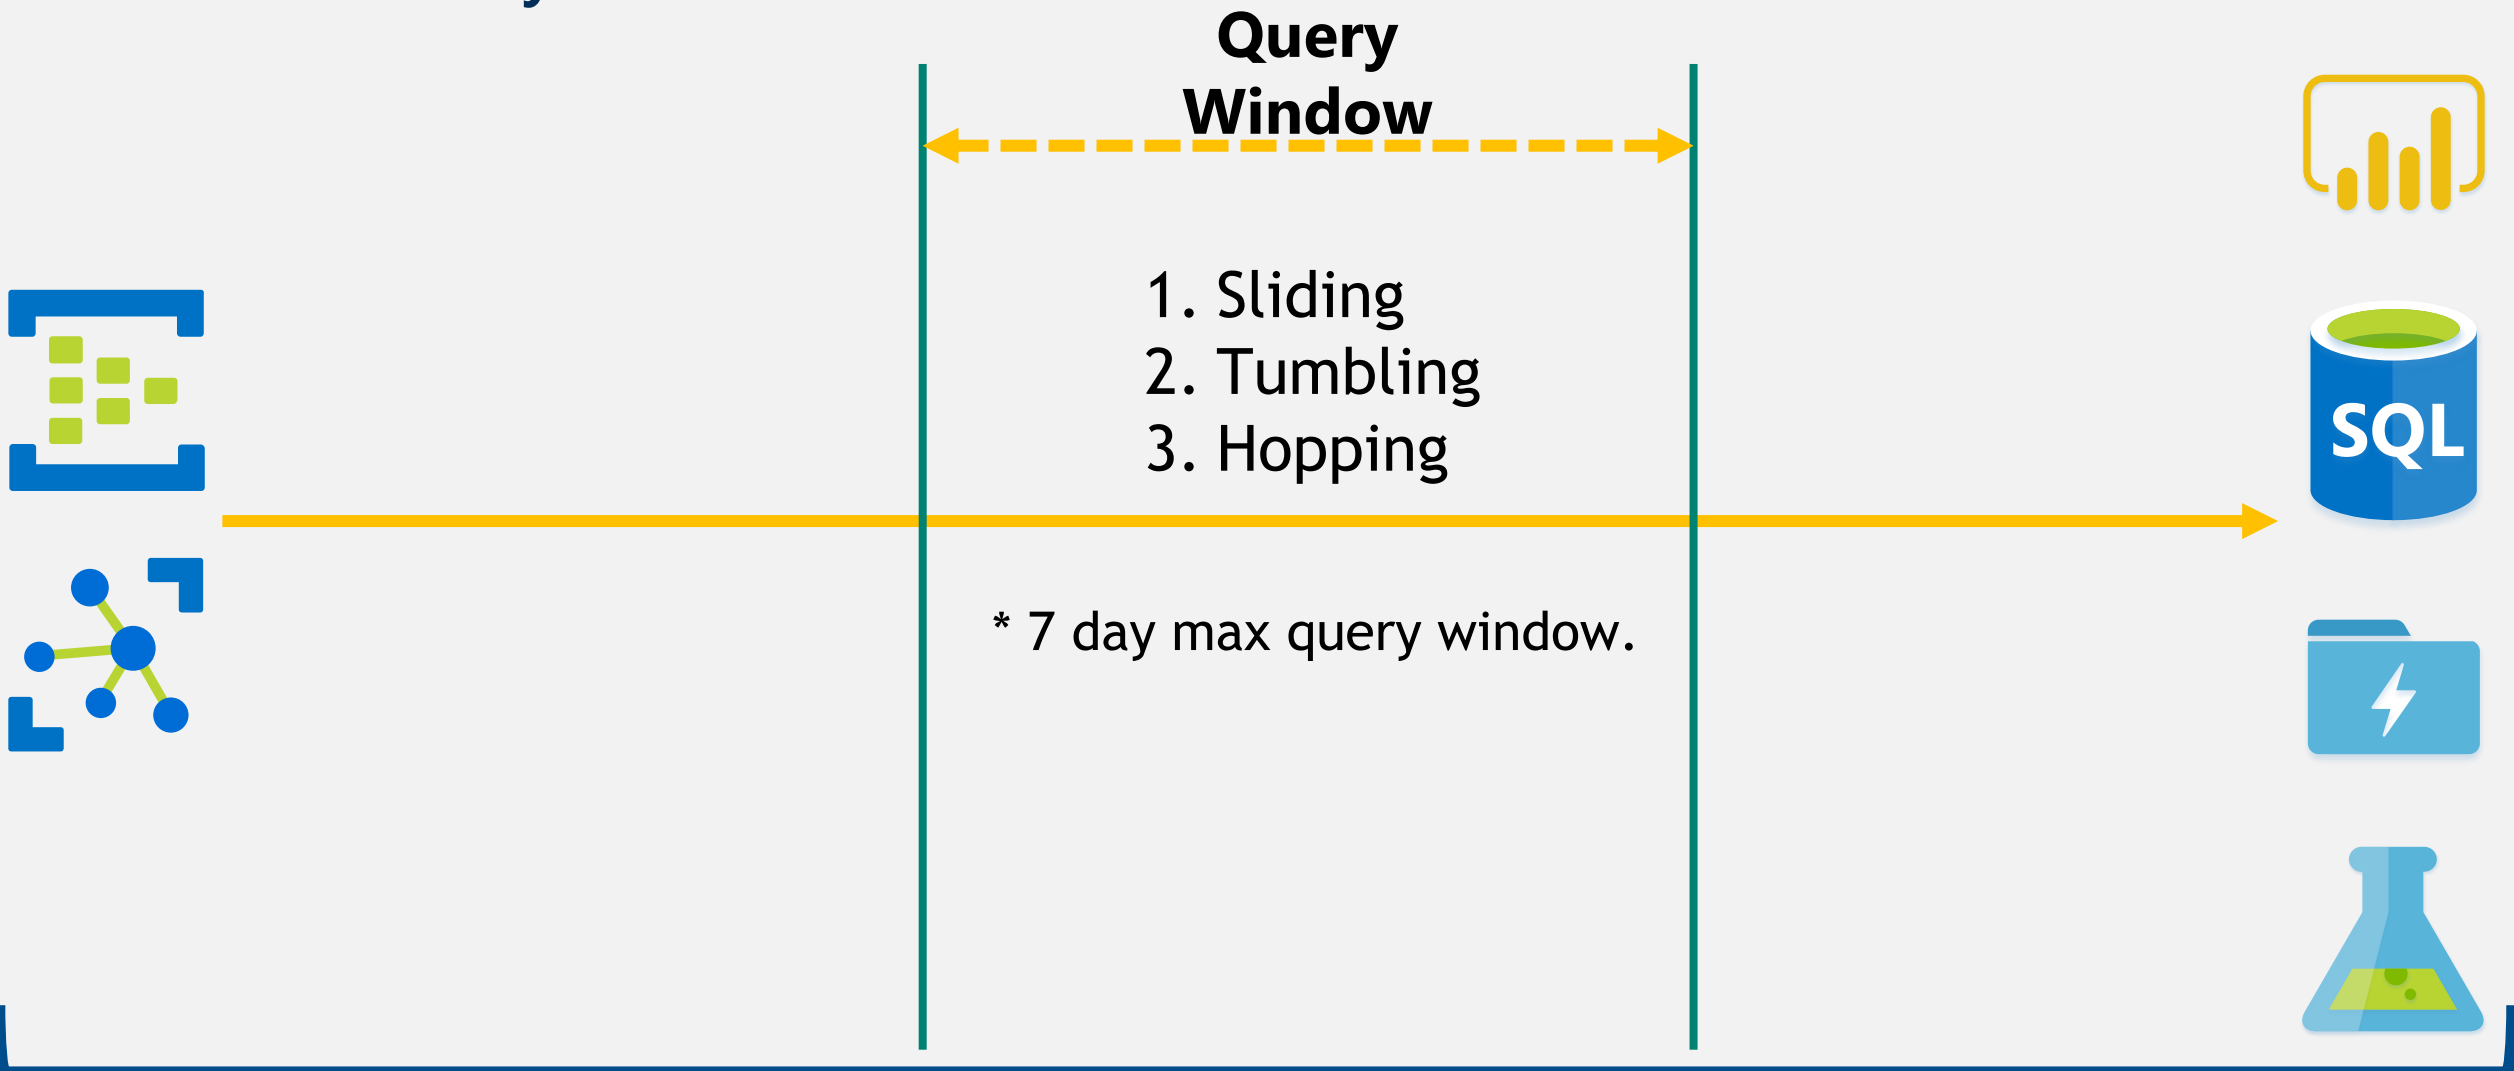 Query
Window
1. Sliding
2. Tumbling
3. Hopping
* 7 day max query window.
SQL